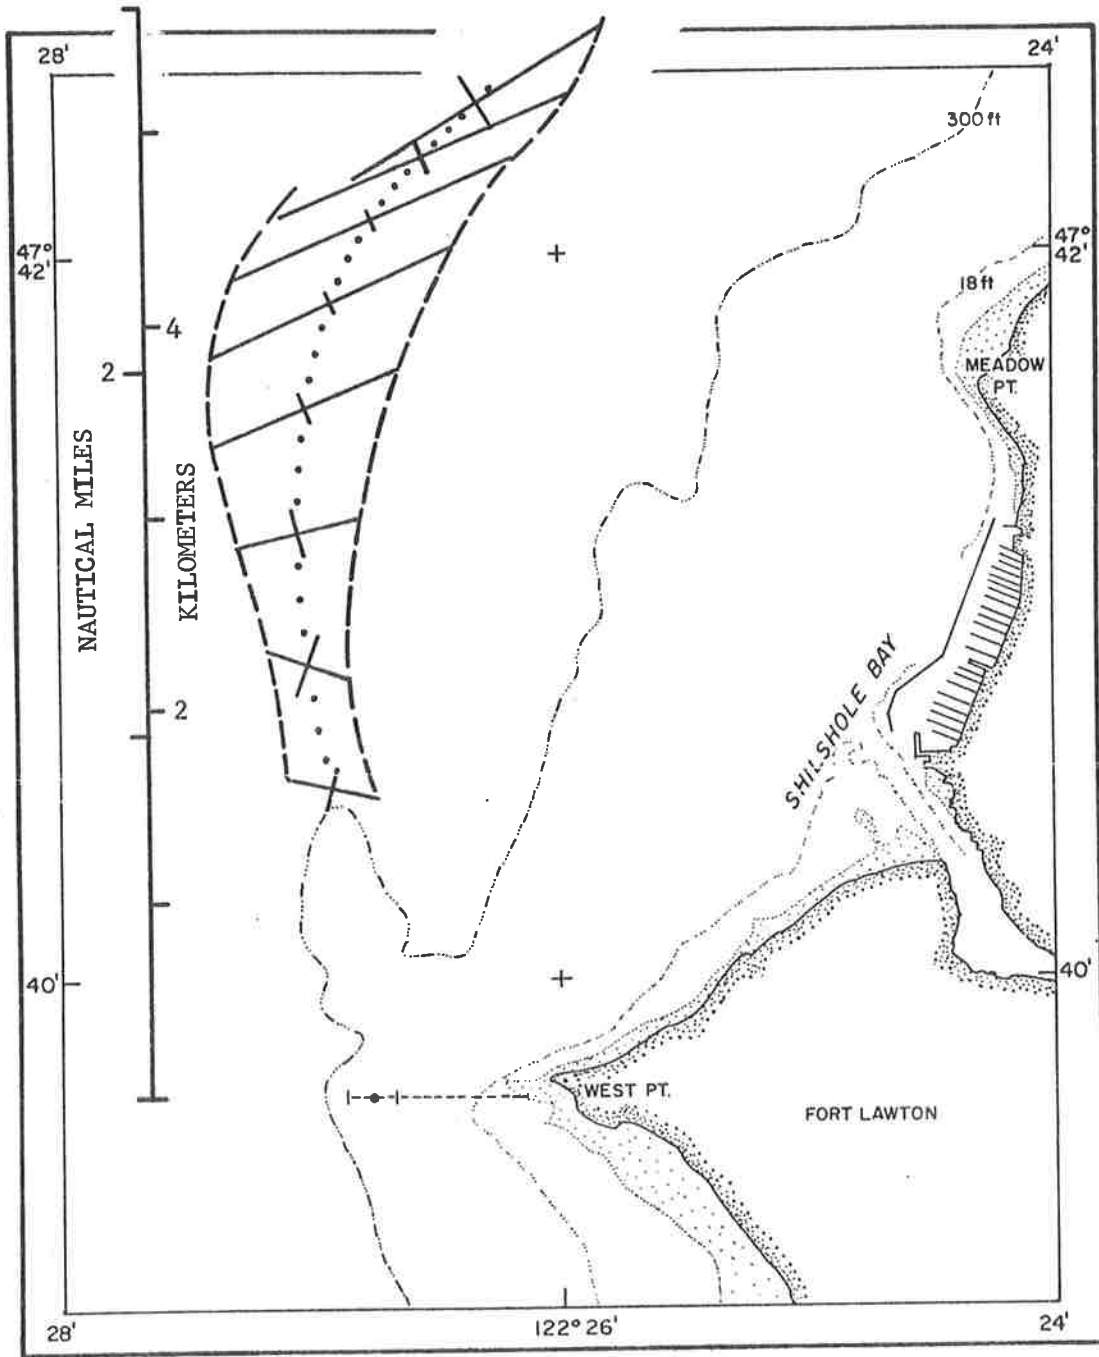 28'
24'
300 ft
47°
42'
47°
42'
18 ft
4
2
MEADOW
PT.
NAUTICAL MILES
KILOMETERS
2
SHILSHOLE BAY
40'
40'
WEST PT.
FORT LAWTON
28'
122° 26'
24'